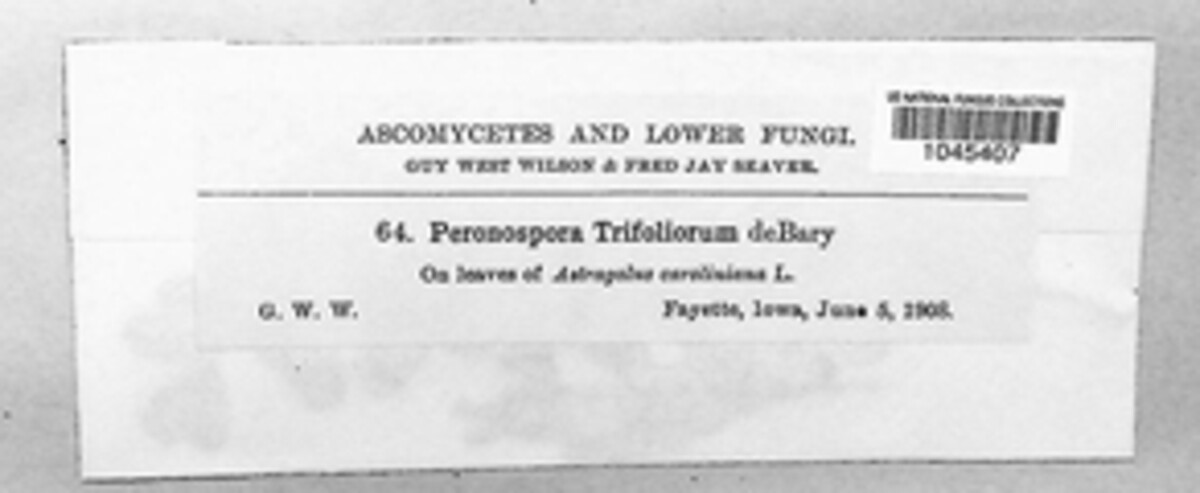 US NATIONAL FUNGUS COLLECTIONS
1045407
ASCOMYCETES AND LOWER FUNGI.
GUY WEST WILSON & FRED JAY SEAVER.
64. Peronospora Trifoliorum deBary
On leaves of Astragalus caroliniana L.
G. W. W.
Fayette, Iowa, June 5, 1908.